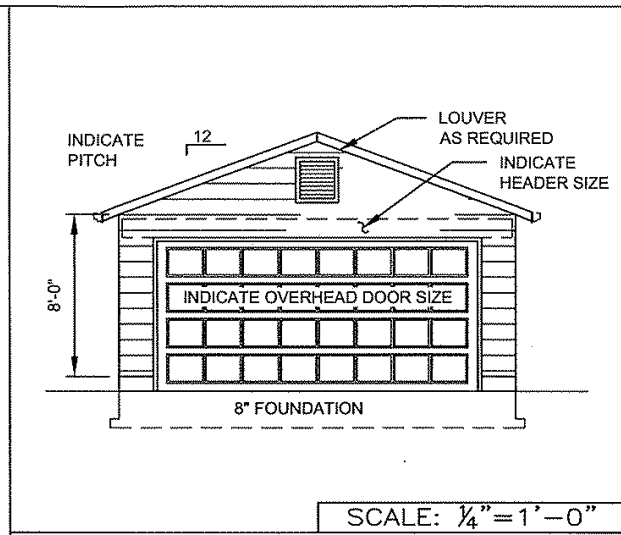 INDICATE
PITCH
12
LOUVER
AS REQUIRED
INDICATE
HEADER SIZE
8'-0"
INDICATE OVERHEAD DOOR SIZE
8" FOUNDATION
SCALE: ¼"=1'-0"